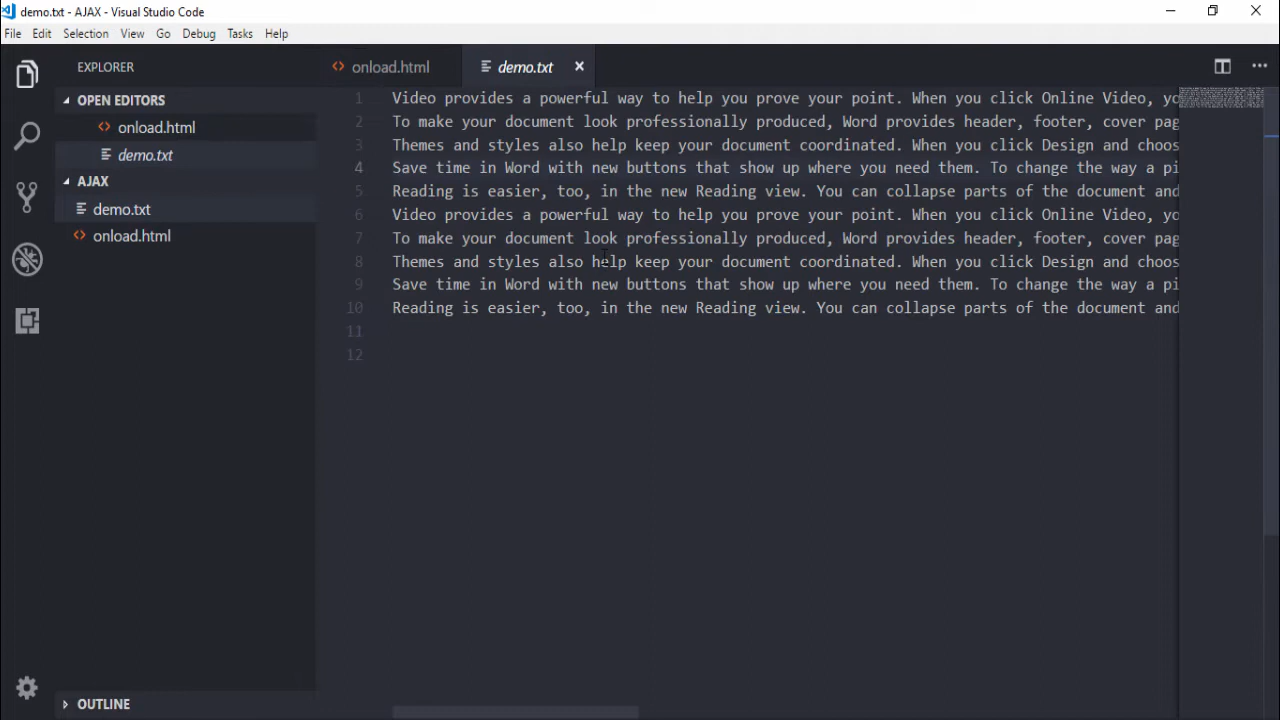 demo.txt - AJAX - Visual Studio Code
File Edit Selection View Go Debug Tasks Help
EXPLORER
OPEN EDITORS
onload.html
demo.txt
AJAX
demo.txt
onload.html
OUTLINE
onload.html demo.txt
1 Video provides a powerful way to help you prove your point. When you click Online Video, yo
2 To make your document look professionally produced, Word provides header, footer, cover pag
3 Themes and styles also help keep your document coordinated. When you click Design and choos
4 Save time in Word with new buttons that show up where you need them. To change the way a pi
5 Reading is easier, too, in the new Reading view. You can collapse parts of the document and
6 Video provides a powerful way to help you prove your point. When you click Online Video, yo
7 To make your document look professionally produced, Word provides header, footer, cover pag
8 Themes and styles also help keep your document coordinated. When you click Design and choos
9 Save time in Word with new buttons that show up where you need them. To change the way a pi
10 Reading is easier, too, in the new Reading view. You can collapse parts of the document and
11
12